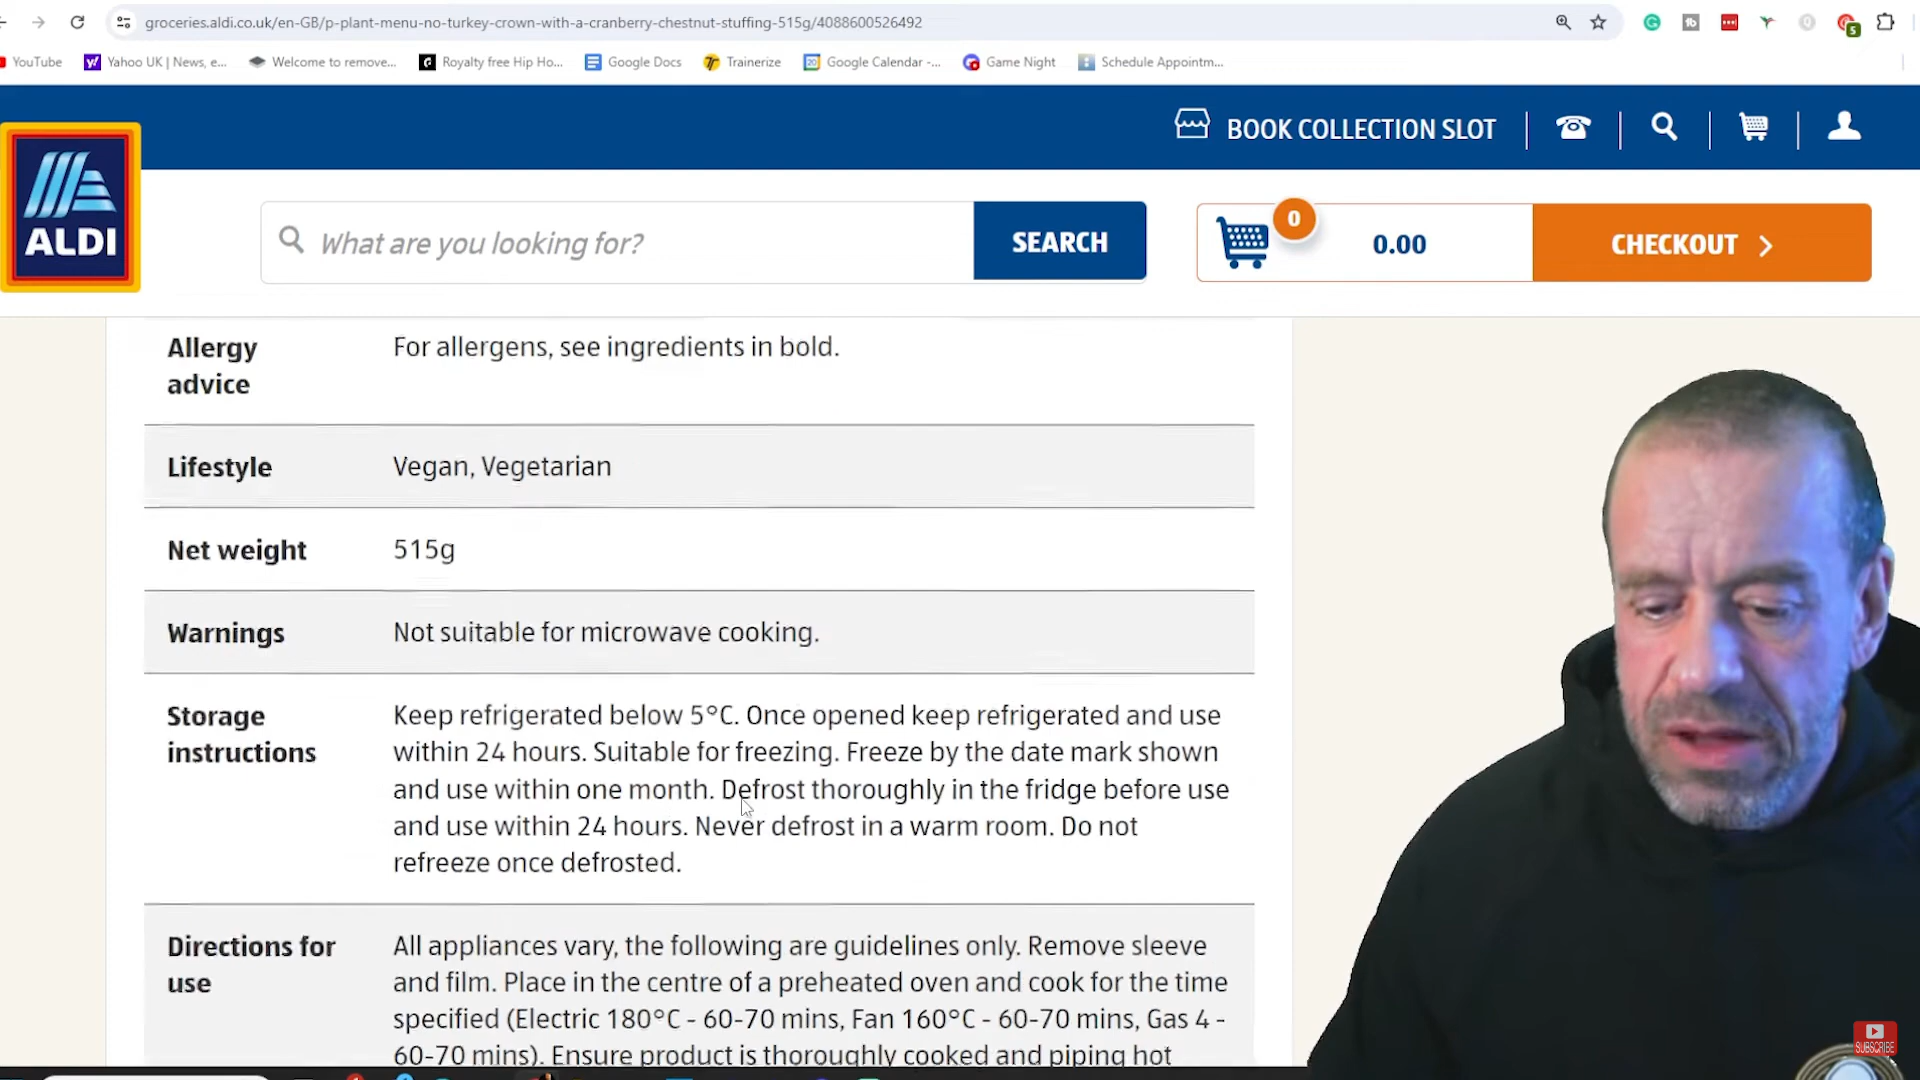 groceries.aldi.co.uk/en-GB/p-plant-menu-no-turkey-crown-with-a-cranberry-chestnut-stuffing-515g/4088600526492
YouTube Yahoo UK | News, e... Welcome to remove... Royalty free Hip Ho... Google Docs Trainerize Google Calendar -... Game Night Schedule Appointm...
BOOK COLLECTION SLOT
ALDI
What are you looking for?
SEARCH
0
0.00
CHECKOUT
Allergy advice
For allergens, see ingredients in bold.
Lifestyle
Vegan, Vegetarian
Net weight
515g
Warnings
Not suitable for microwave cooking.
Storage instructions
Keep refrigerated below 5°C. Once opened keep refrigerated and use
within 24 hours. Suitable for freezing. Freeze by the date mark shown
and use within one month. Defrost thoroughly in the fridge before use
and use within 24 hours. Never defrost in a warm room. Do not
refreeze once defrosted.
Directions for use
All appliances vary, the following are guidelines only. Remove sleeve
and film. Place in the centre of a preheated oven and cook for the time
specified (Electric 180°C - 60-70 mins, Fan 160°C - 60-70 mins, Gas 4 -
60-70 mins). Ensure product is thoroughly cooked and piping hot
SUBSCRIBE